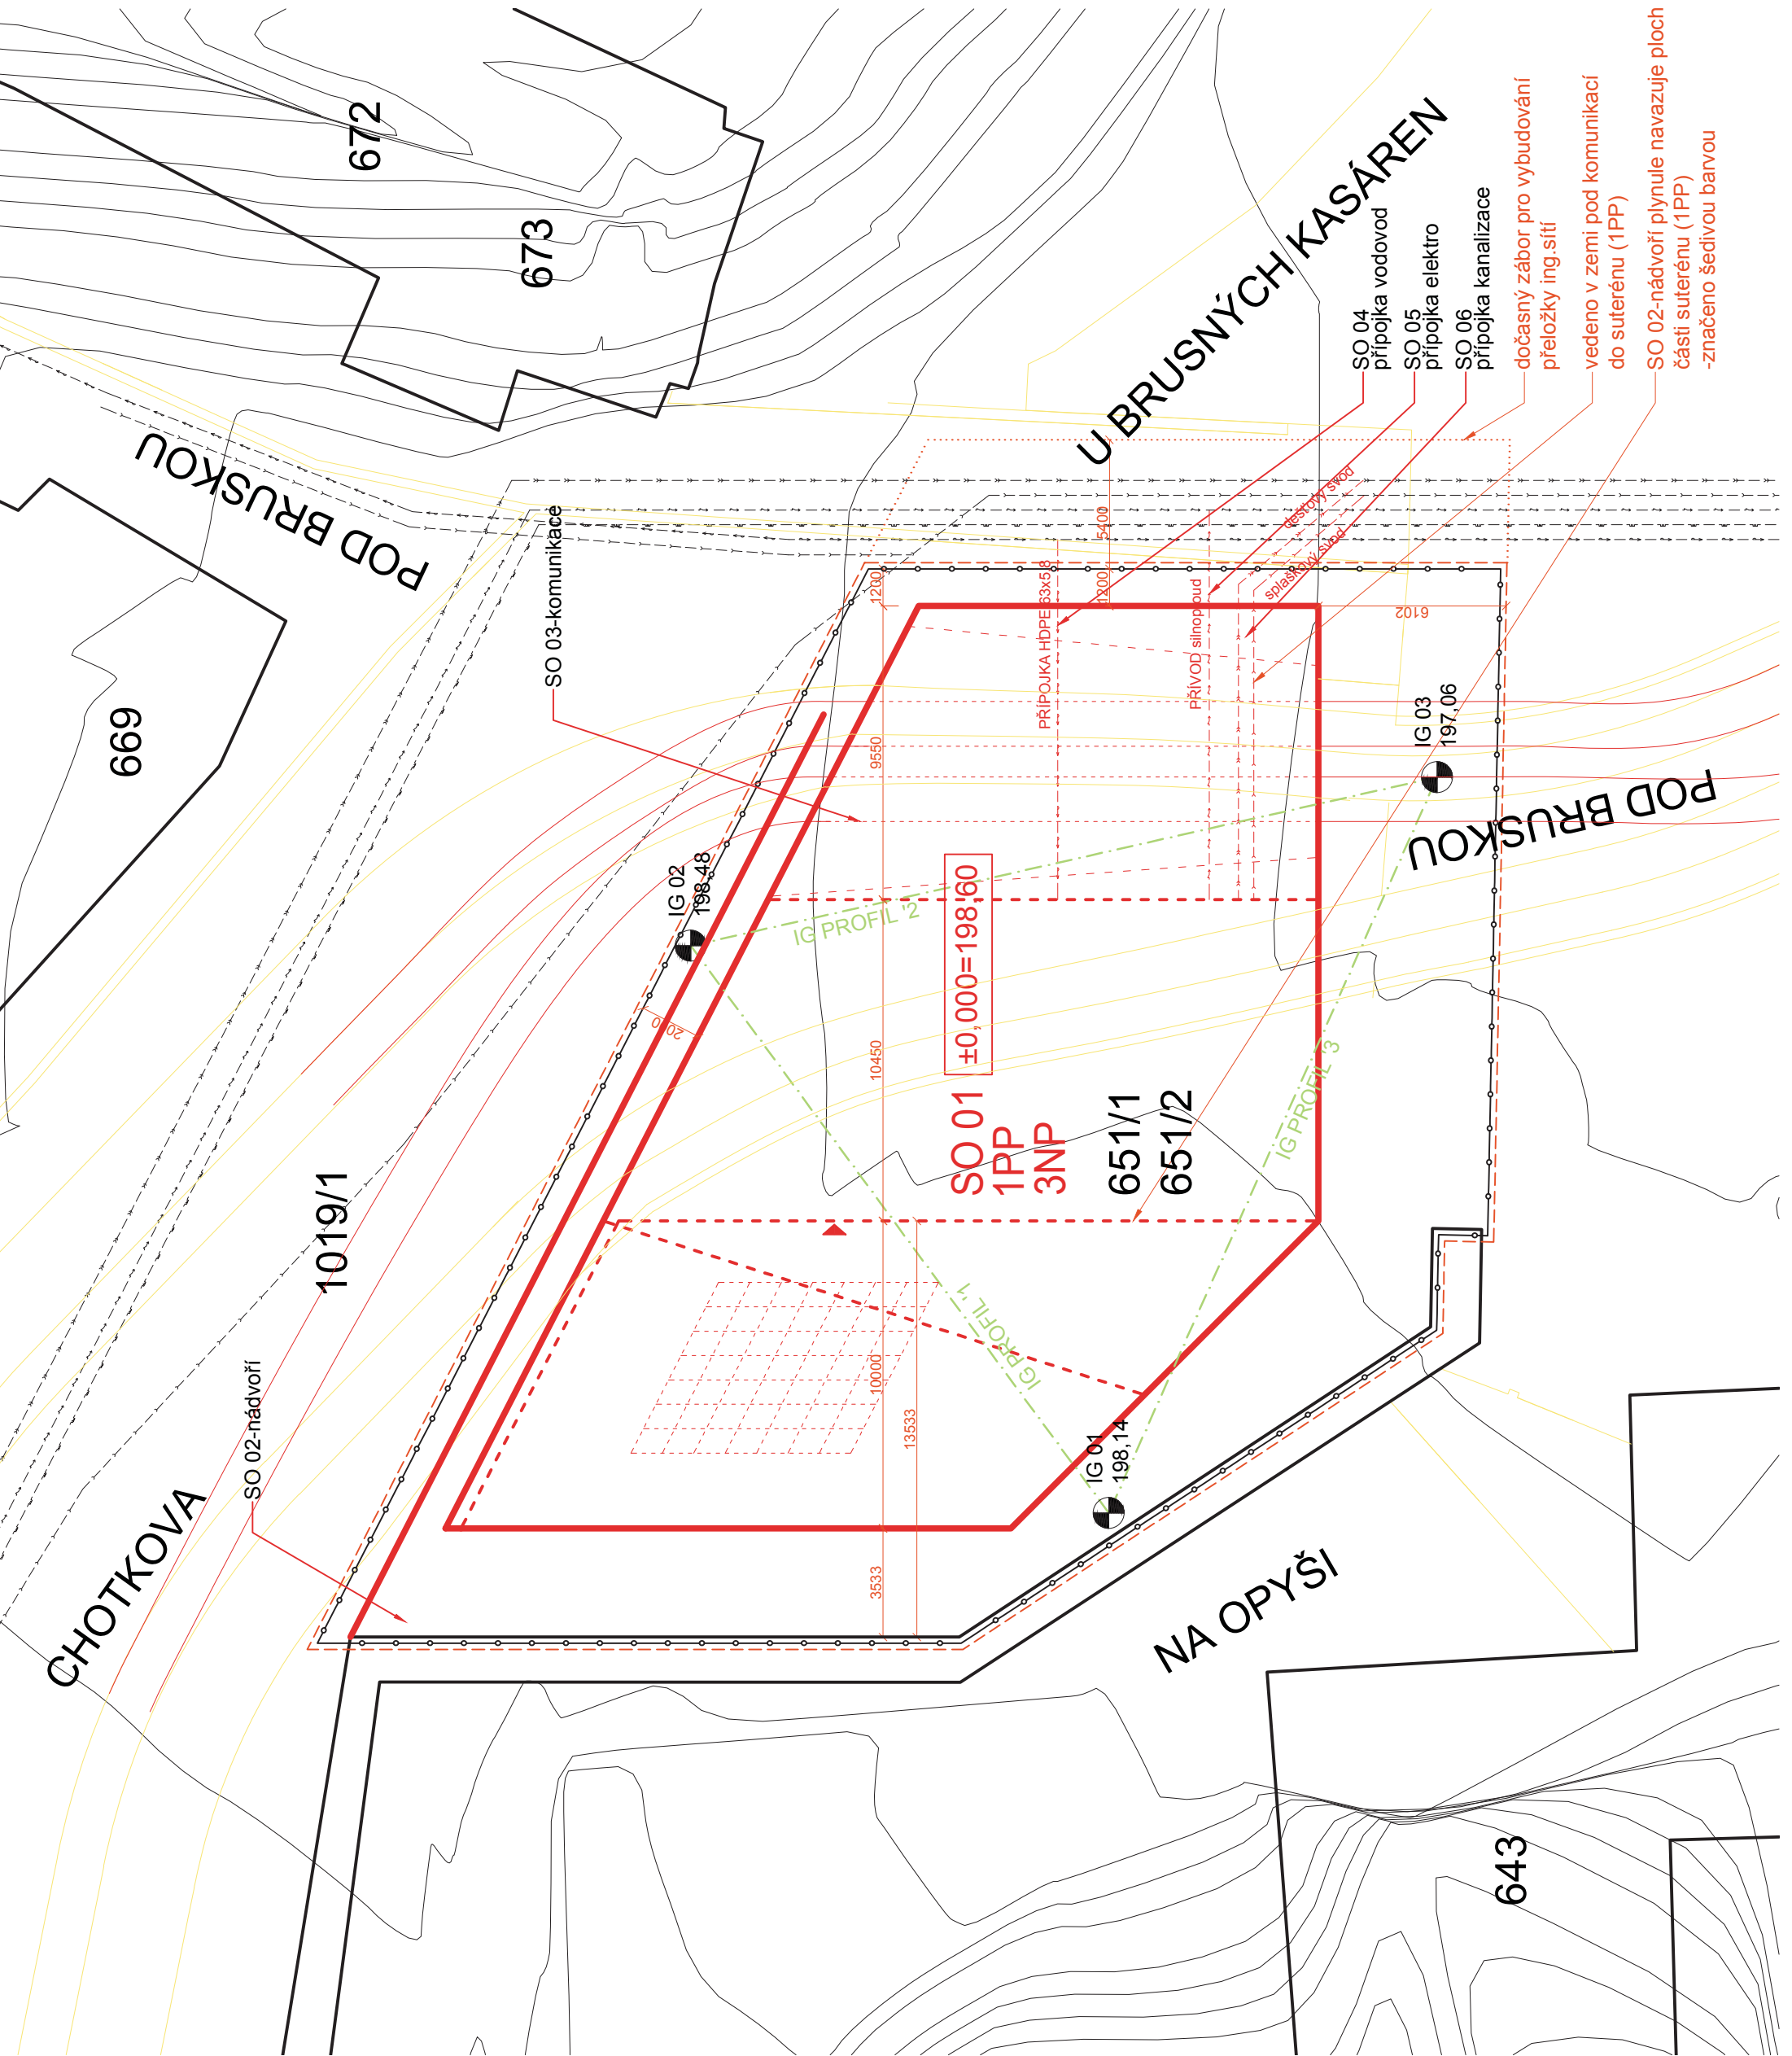 672
673
669
POD BRUSKOU
U BRUSNÝCH KASÁREN
SO 04
přípojka vodovod
SO 05
přípojka elektro
SO 06
přípojka kanalizace
dočasný zábor pro vybudování
přeložky ing.sítí
vedeno v zemi pod komunikací
do suterénu (1PP)
SO 02-nádvoří plynule navazuje ploch
části suterénu (1PP)
-značeno šedivou barvou
SO 03-komunikace
dešťový svod
splaškový svod
PŘÍPOJKA HDPE 63x5,8
PŘÍVOD silnoproud
1200
5400
1200
6102
9550
IG 03
197,06
POD BRUSKOU
IG 02
198,48
IG PROFIL '2
±0,000=198,60
10450
SO 01
1PP
3NP
651/1
651/2
IG PROFIL '3
1019/1
IG PROFIL '1
10000
13533
3533
IG 01
198,14
SO 02-nádvoří
CHOTKOVA
NA OPYŠI
643